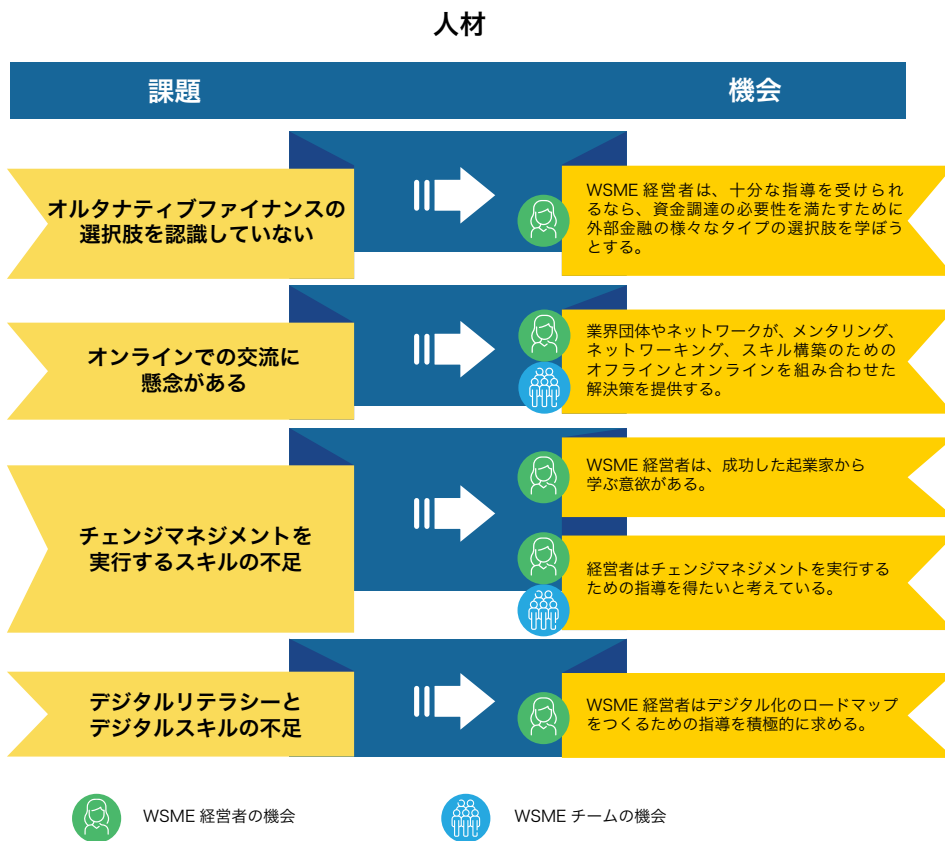 人材
課題
機会
オルタナティブファイナンスの
選択肢を認識していない
WSME 経営者は、十分な指導を受けられ
るなら、資金調達の必要性を満たすために
外部金融の様々なタイプの選択肢を学ぼう
とする。
オンラインでの交流に
懸念がある
業界団体やネットワークが、メンタリング、
ネットワーキング、スキル構築のための
オフラインとオンラインを組み合わせた
解決策を提供する。
チェンジマネジメントを
実行するスキルの不足
WSME 経営者は、成功した起業家から
学ぶ意欲がある。
経営者はチェンジマネジメントを実行する
ための指導を得たいと考えている。
デジタルリテラシーと
デジタルスキルの不足
WSME 経営者はデジタル化のロードマップ
をつくるための指導を積極的に求める。
WSME 経営者の機会
WSME チームの機会